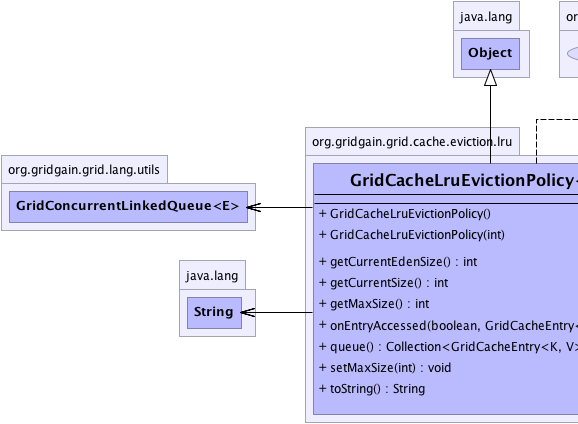 java.lang
or
Object
org.gridgain.grid.cache.eviction.lru
org.gridgain.grid.lang.utils
GridCacheLruEvictionPolicy<
GridConcurrentLinkedQueue<E>
+ GridCacheLruEvictionPolicy()
+ GridCacheLruEvictionPolicy(int)
+ getCurrentEdenSize() : int
java.lang
+ getCurrentSize() : int
+ getMaxSize() : int
String
+ onEntryAccessed(boolean, GridCacheEntry<
+ queue() : Collection<GridCacheEntry<K, V>
+ setMaxSize(int) : void
+ toString() : String